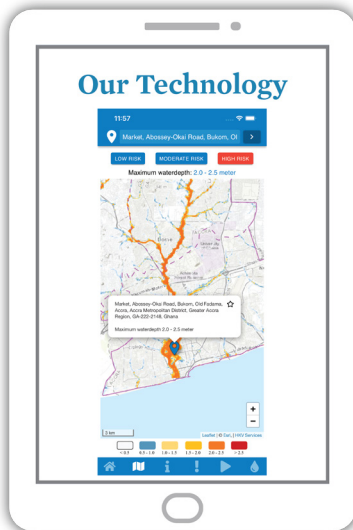 Our Technology
11:57
Market, Abossey-Okai Road, Bukom, Ol
LOW RISK
MODERATE RISK
HIGH RISK
Maximum waterdepth: 2.0 - 2.5 meter
Market, Abossey-Okai Road, Bukom, Old Fadama,
Accra, Accra Metropolitan District, Greater Accra
Region, GA-222-2148, Ghana
Maximum waterdepth 2.0 - 2.5 meter
+
−
Leaflet | © Esri, | HKV Services
< 0.5
0.5 - 1.0
1.0 - 1.5
1.5 - 2.0
2.0 - 2.5
> 2.5